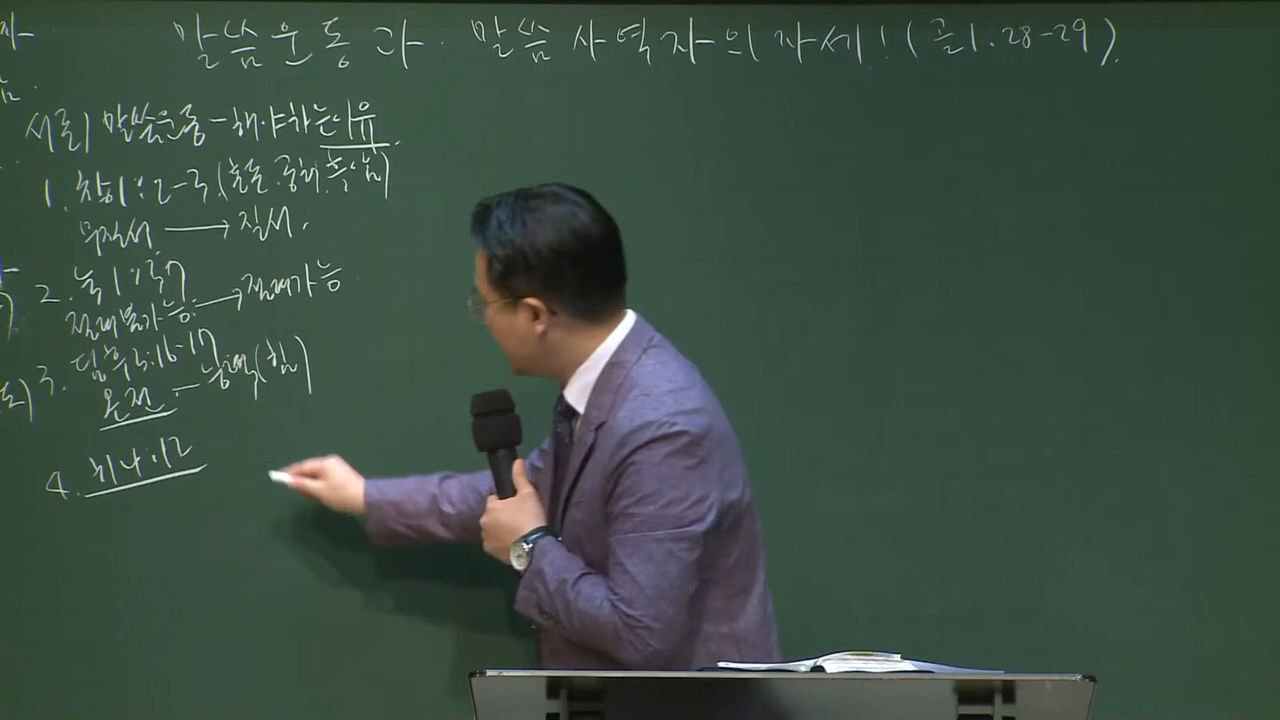 말씀운동과 말씀사역자의 자세! (골1.28-29).
서론) 말씀운동-해야하는이유.
1. 창1:2-3.(혼돈.공허.흑암)
무질서 → 질서.
2. 눅1:37
절대불가능. → 절대가능
3. 딤후3:16-17
온전 - 능력(힘)
4. 히4:12